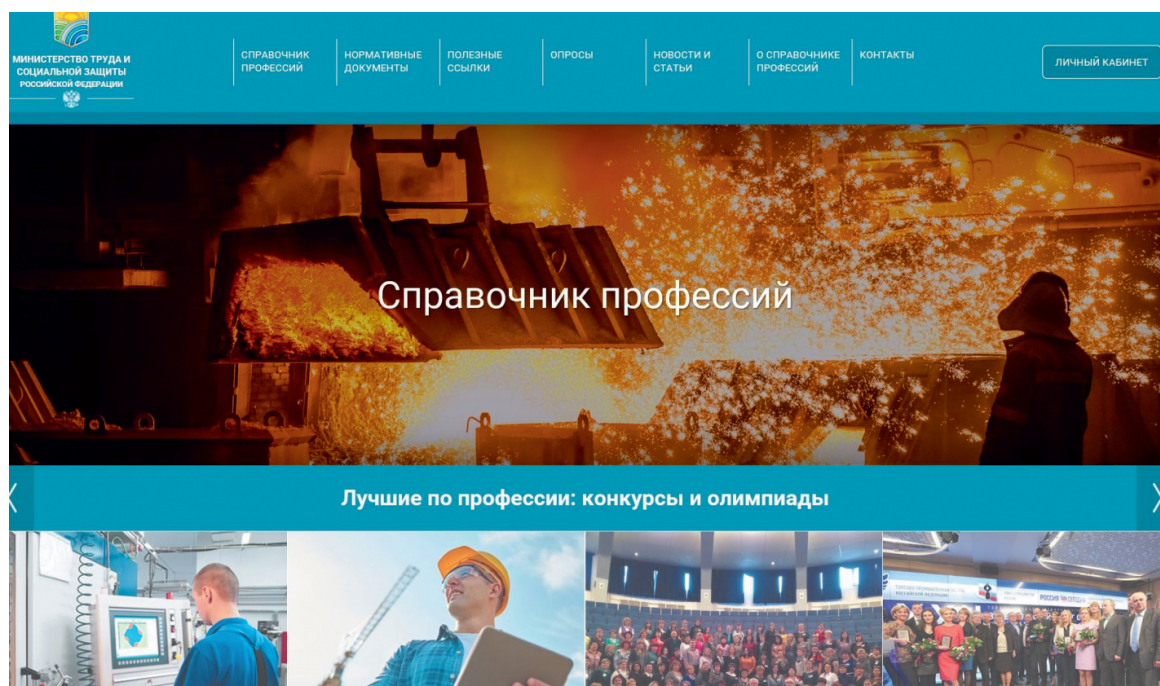 МИНИСТЕРСТВО ТРУДА И
СОЦИАЛЬНОЙ ЗАЩИТЫ
РОССИЙСКОЙ ФЕДЕРАЦИИ
СПРАВОЧНИК
ПРОФЕССИЙ
НОРМАТИВНЫЕ
ДОКУМЕНТЫ
ПОЛЕЗНЫЕ
ССЫЛКИ
ОПРОСЫ
НОВОСТИ И
СТАТЬИ
О СПРАВОЧНИКЕ
ПРОФЕССИЙ
КОНТАКТЫ
ЛИЧНЫЙ КАБИНЕТ
Справочник профессий
Лучшие по профессии: конкурсы и олимпиады
РОССИЯ СЕГОДНЯ